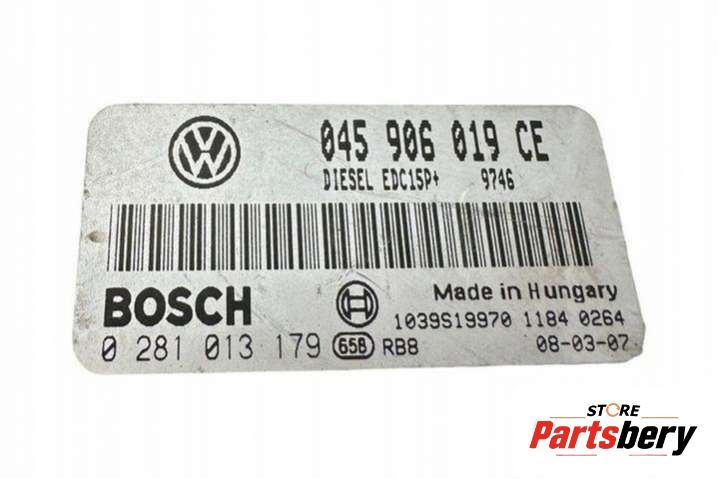 VW 045 906 019 CE
DIESEL EDC15P+ 9746
BOSCH Made in Hungary
1039S19970 1184 0264
0 281 013 179 658 RB8 08-03-07
STORE
Partsbery